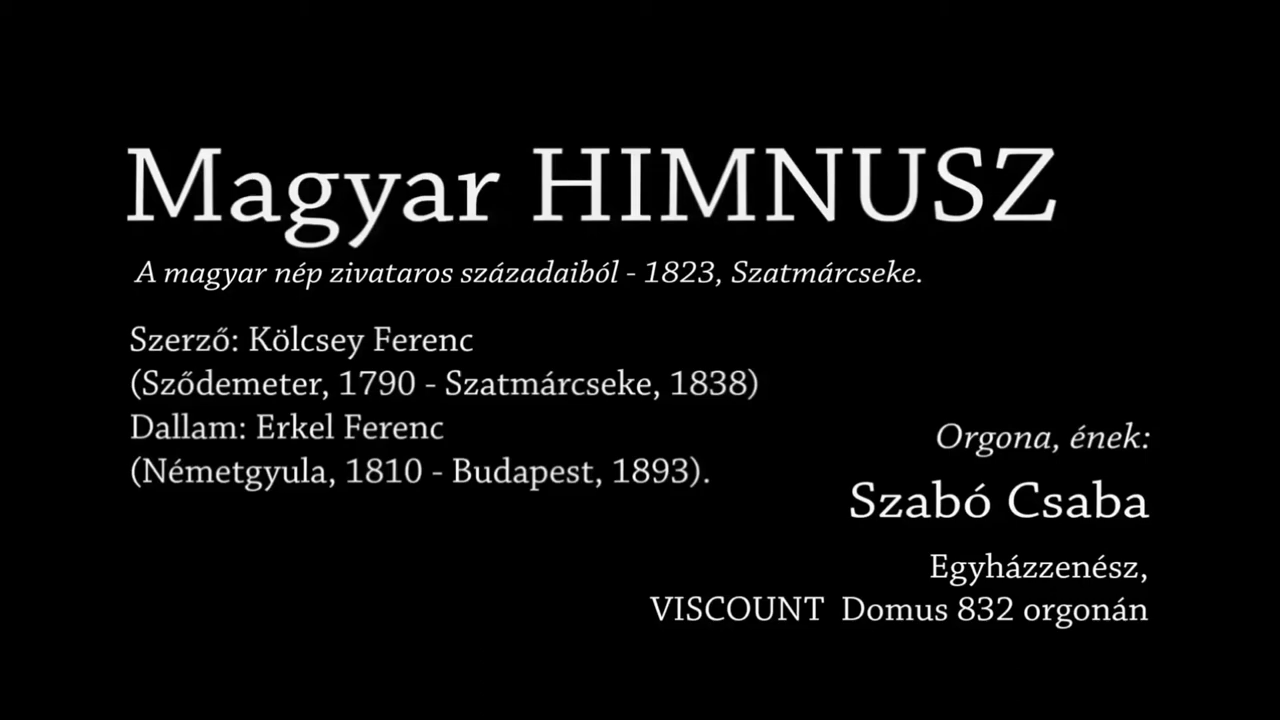 Magyar HIMNUSZ
A magyar nép zivataros századaiból - 1823, Szatmárcseke.
Szerző: Kölcsey Ferenc
(Sződemeter, 1790 - Szatmárcseke, 1838)
Dallam: Erkel Ferenc
(Németgyula, 1810 - Budapest, 1893).
Orgona, ének:
Szabó Csaba
Egyházzenész,
VISCOUNT Domus 832 orgonán